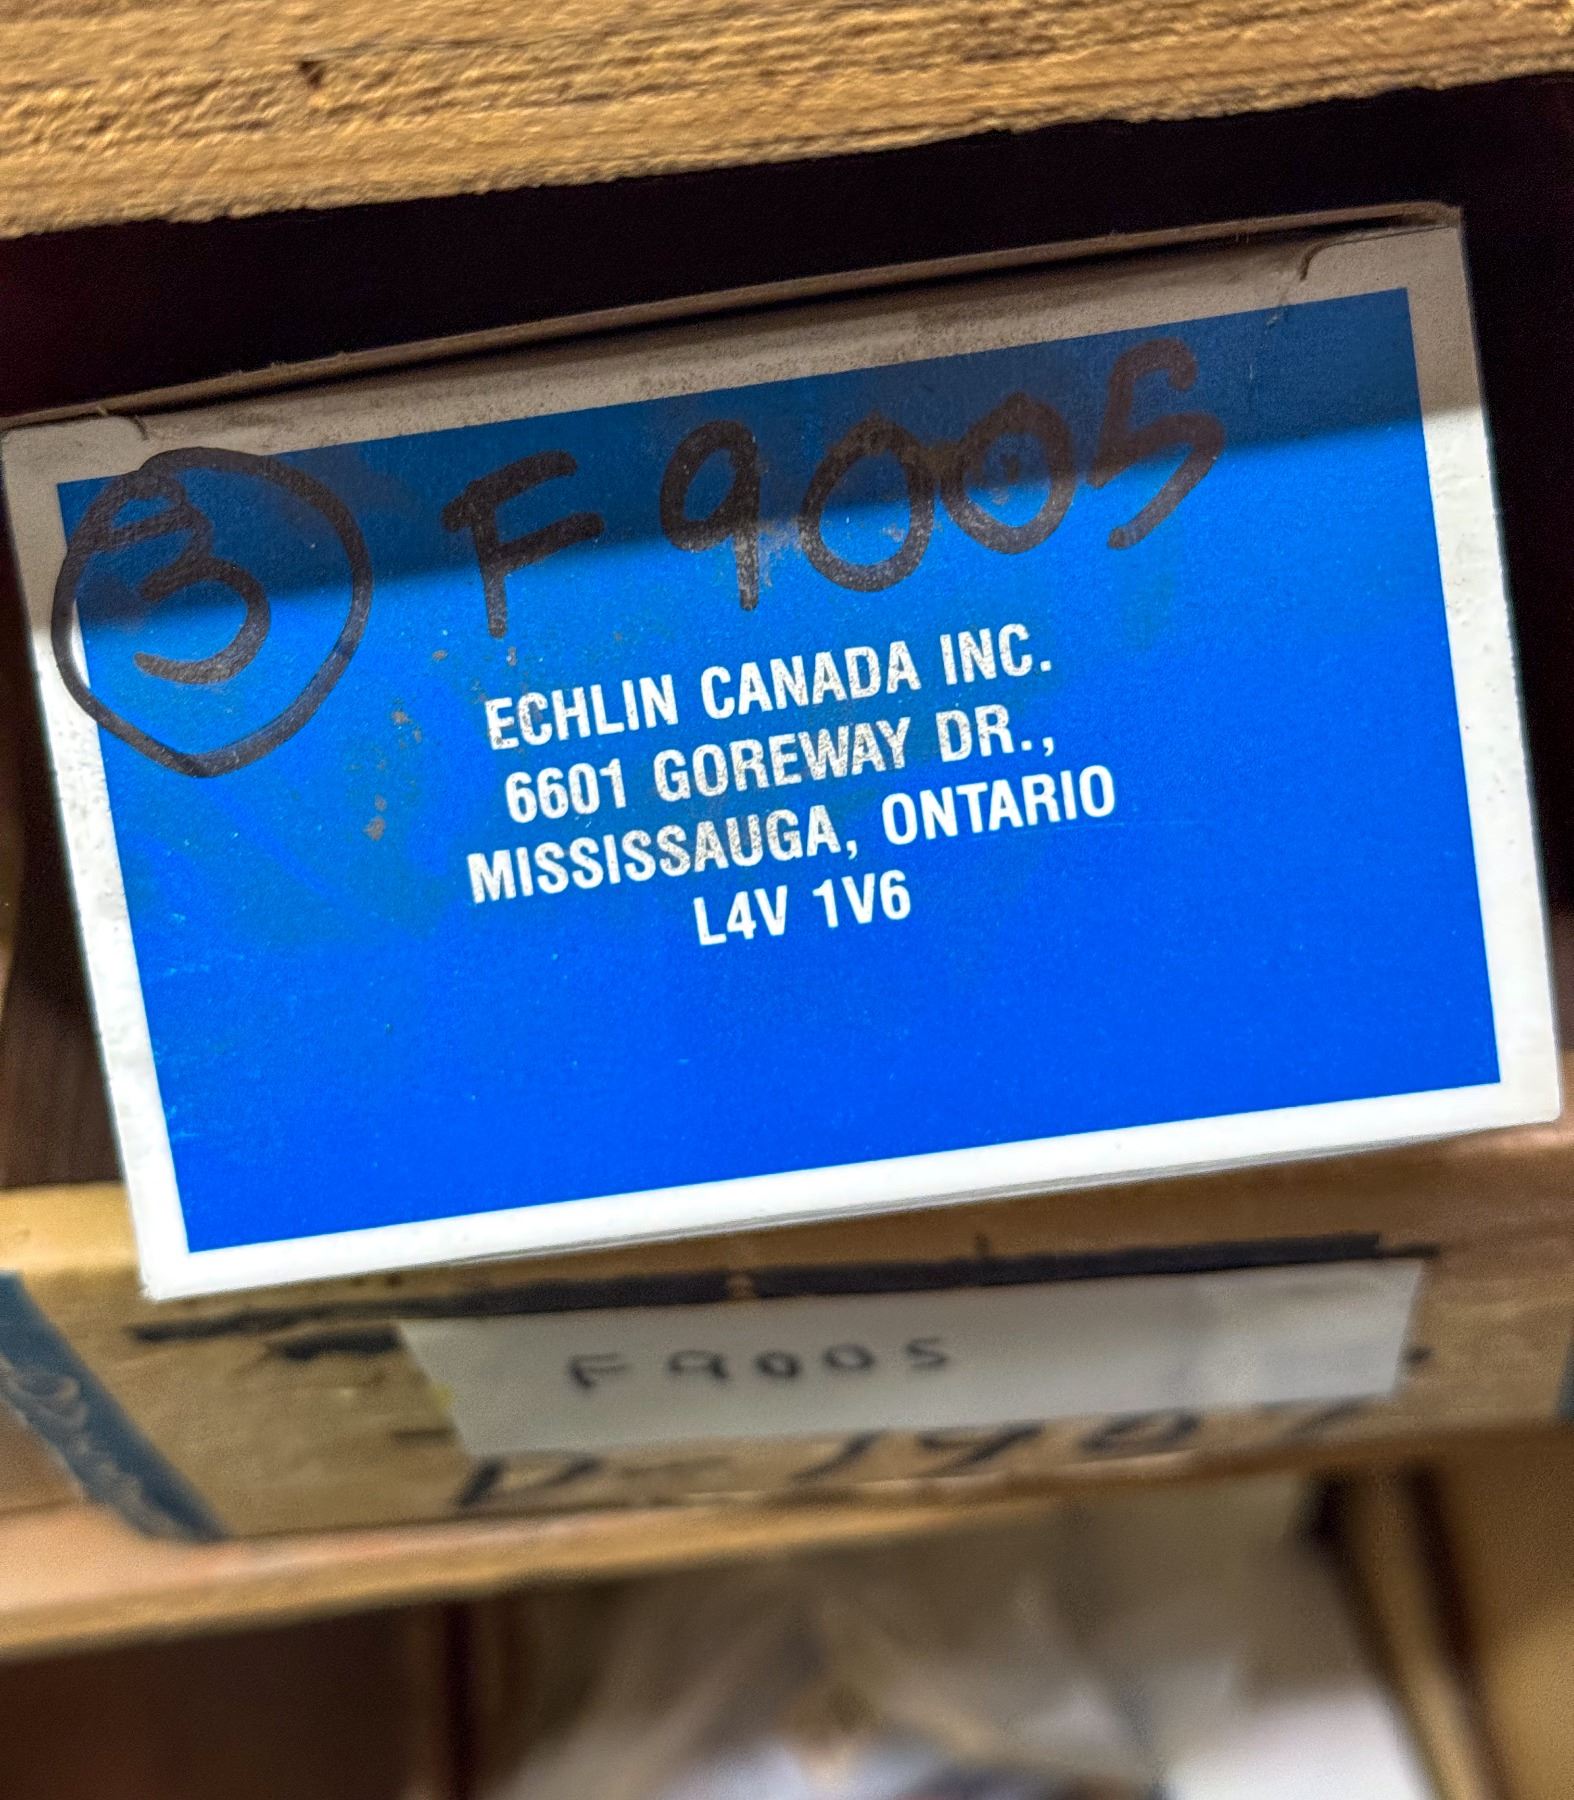 3 F9005
ECHLIN CANADA INC.
6601 GOREWAY DR.,
MISSISSAUGA, ONTARIO
L4V 1V6
F9005